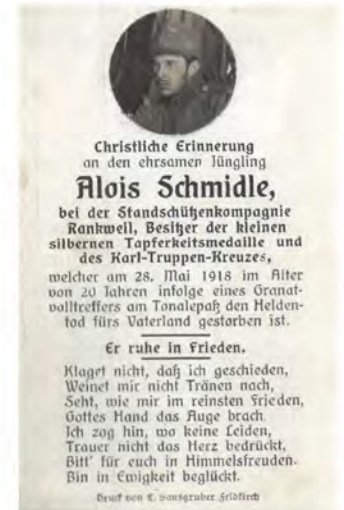 Christliche Erinnerung
an den ehrsamen Jüngling
Alois Schmidle,
bei der Standschützenkompagnie
Rankweil, Besitzer der kleinen
silbernen Tapferkeitsmedaille und
des Karl-Truppen-Kreuzes,
welcher am 28. Mai 1918 im Alter
von 20 Jahren infolge eines Granat-
volltreffers am Tonalepaß den Helden-
tod fürs Vaterland gestorben ist.
Er ruhe in Frieden.
Klaget nicht, daß ich geschieden,
Weinet mir nicht Tränen nach,
Seht, wie mir im reinsten Frieden,
Gottes Hand das Auge brach.
Ich zog hin, wo keine Leiden,
Trauer nicht das Herz bedrückt,
Bitt' für euch in Himmelsfreuden.
Bin in Ewigkeit beglückt.
Druck von E. Sausgruber Feldkirch